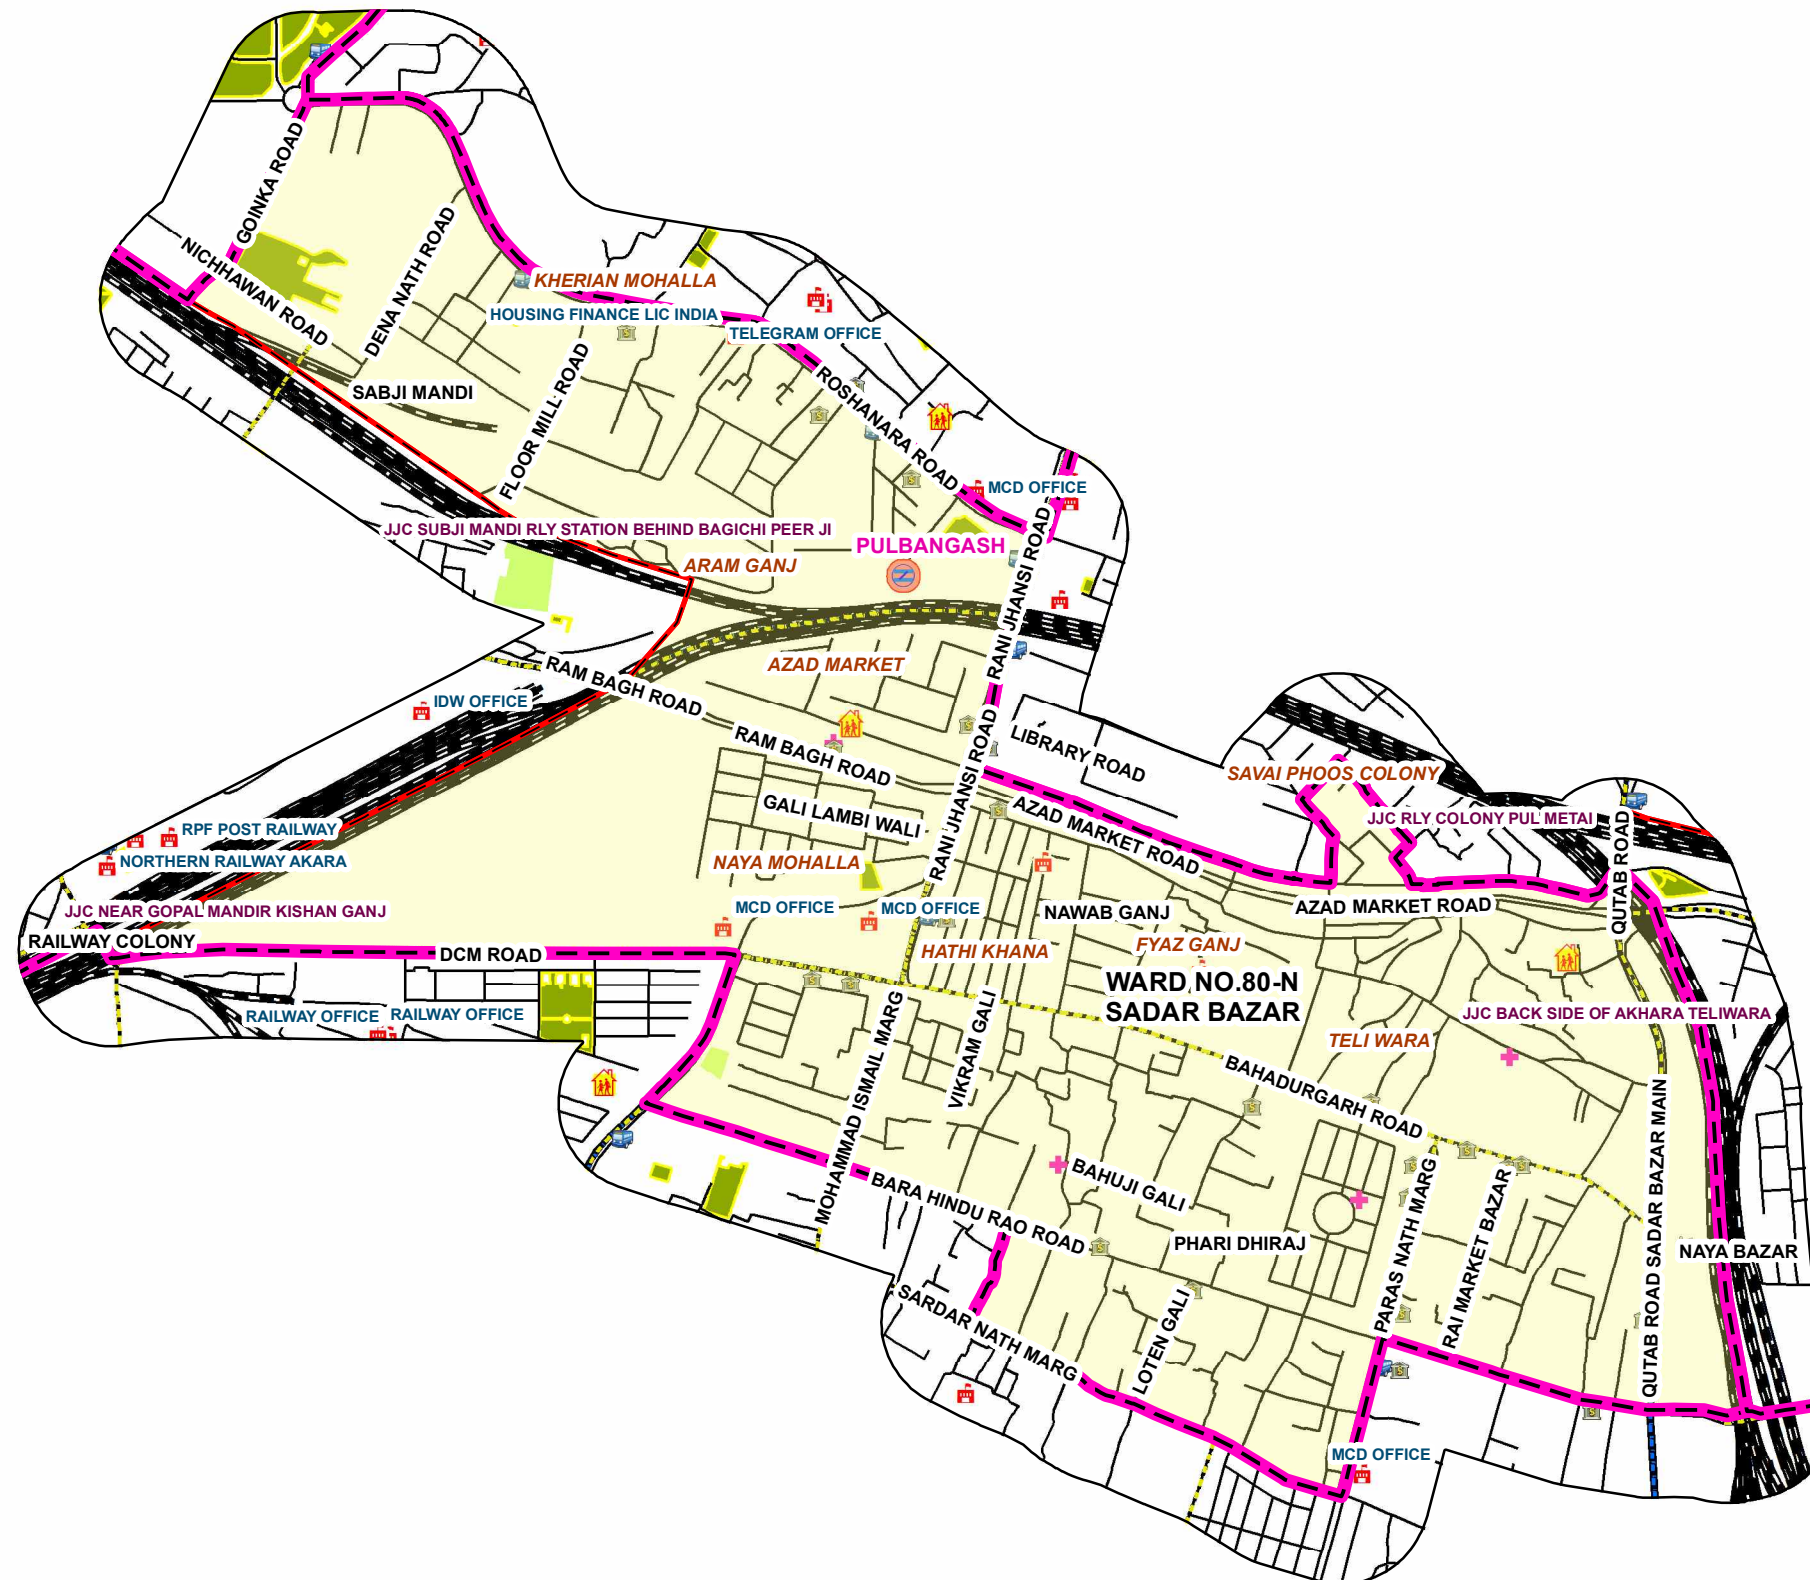 GOINKA ROAD
NICHHAWAN ROAD
DENA NATH ROAD
KHERIAN MOHALLA
HOUSING FINANCE LIC INDIA
TELEGRAM OFFICE
SABJI MANDI
FLOOR MILL ROAD
ROSHANARA ROAD
MCD OFFICE
JJC SUBJI MANDI RLY STATION BEHIND BAGICHI PEER JI
PULBANGASH
ARAM GANJ
RANI JHANSI ROAD
AZAD MARKET
RAM BAGH ROAD
IDW OFFICE
RAM BAGH ROAD
LIBRARY ROAD
RANI JHANSI ROAD
SAVAI PHOOS COLONY
GALI LAMBI WALI
AZAD MARKET ROAD
JJC RLY COLONY PUL METAI
RPF POST RAILWAY
NORTHERN RAILWAY AKARA
NAYA MOHALLA
QUTAB ROAD
JJC NEAR GOPAL MANDIR KISHAN GANJ
MCD OFFICE
MCD OFFICE
NAWAB GANJ
AZAD MARKET ROAD
RAILWAY COLONY
DCM ROAD
HATHI KHANA
FYAZ GANJ
WARD NO.80-N
SADAR BAZAR
RAILWAY OFFICE
RAILWAY OFFICE
JJC BACK SIDE OF AKHARA TELIWARA
TELI WARA
MOHAMMAD ISMAIL MARG
VIKRAM GALI
BAHADURGARH ROAD
BAHUJI GALI
BARA HINDU RAO ROAD
PHARI DHIRAJ
PARAS NATH MARG
RAI MARKET BAZAR
QUTAB ROAD SADAR BAZAR MAIN
NAYA BAZAR
SARDAR NATH MARG
LOTEN GALI
MCD OFFICE